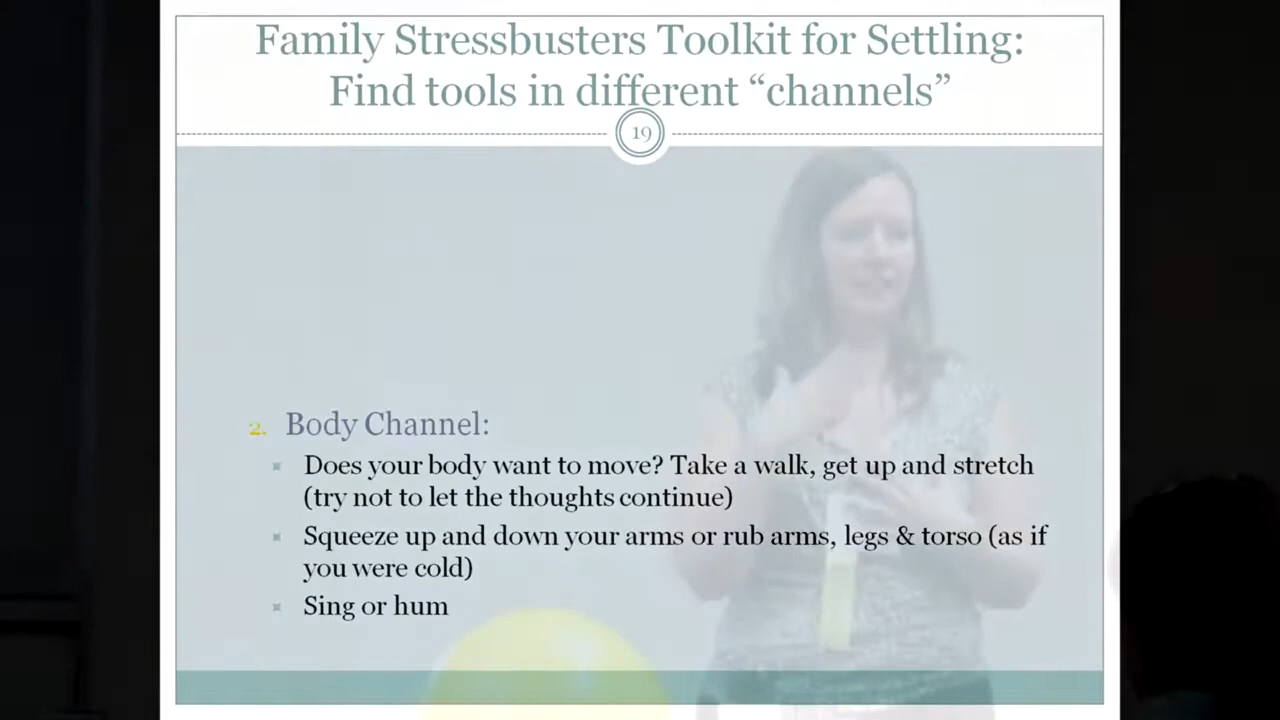 Family Stressbusters Toolkit for Settling:
Find tools in different “channels”
19
2. Body Channel:
Does your body want to move? Take a walk, get up and stretch
(try not to let the thoughts continue)
Squeeze up and down your arms or rub arms, legs & torso (as if
you were cold)
Sing or hum